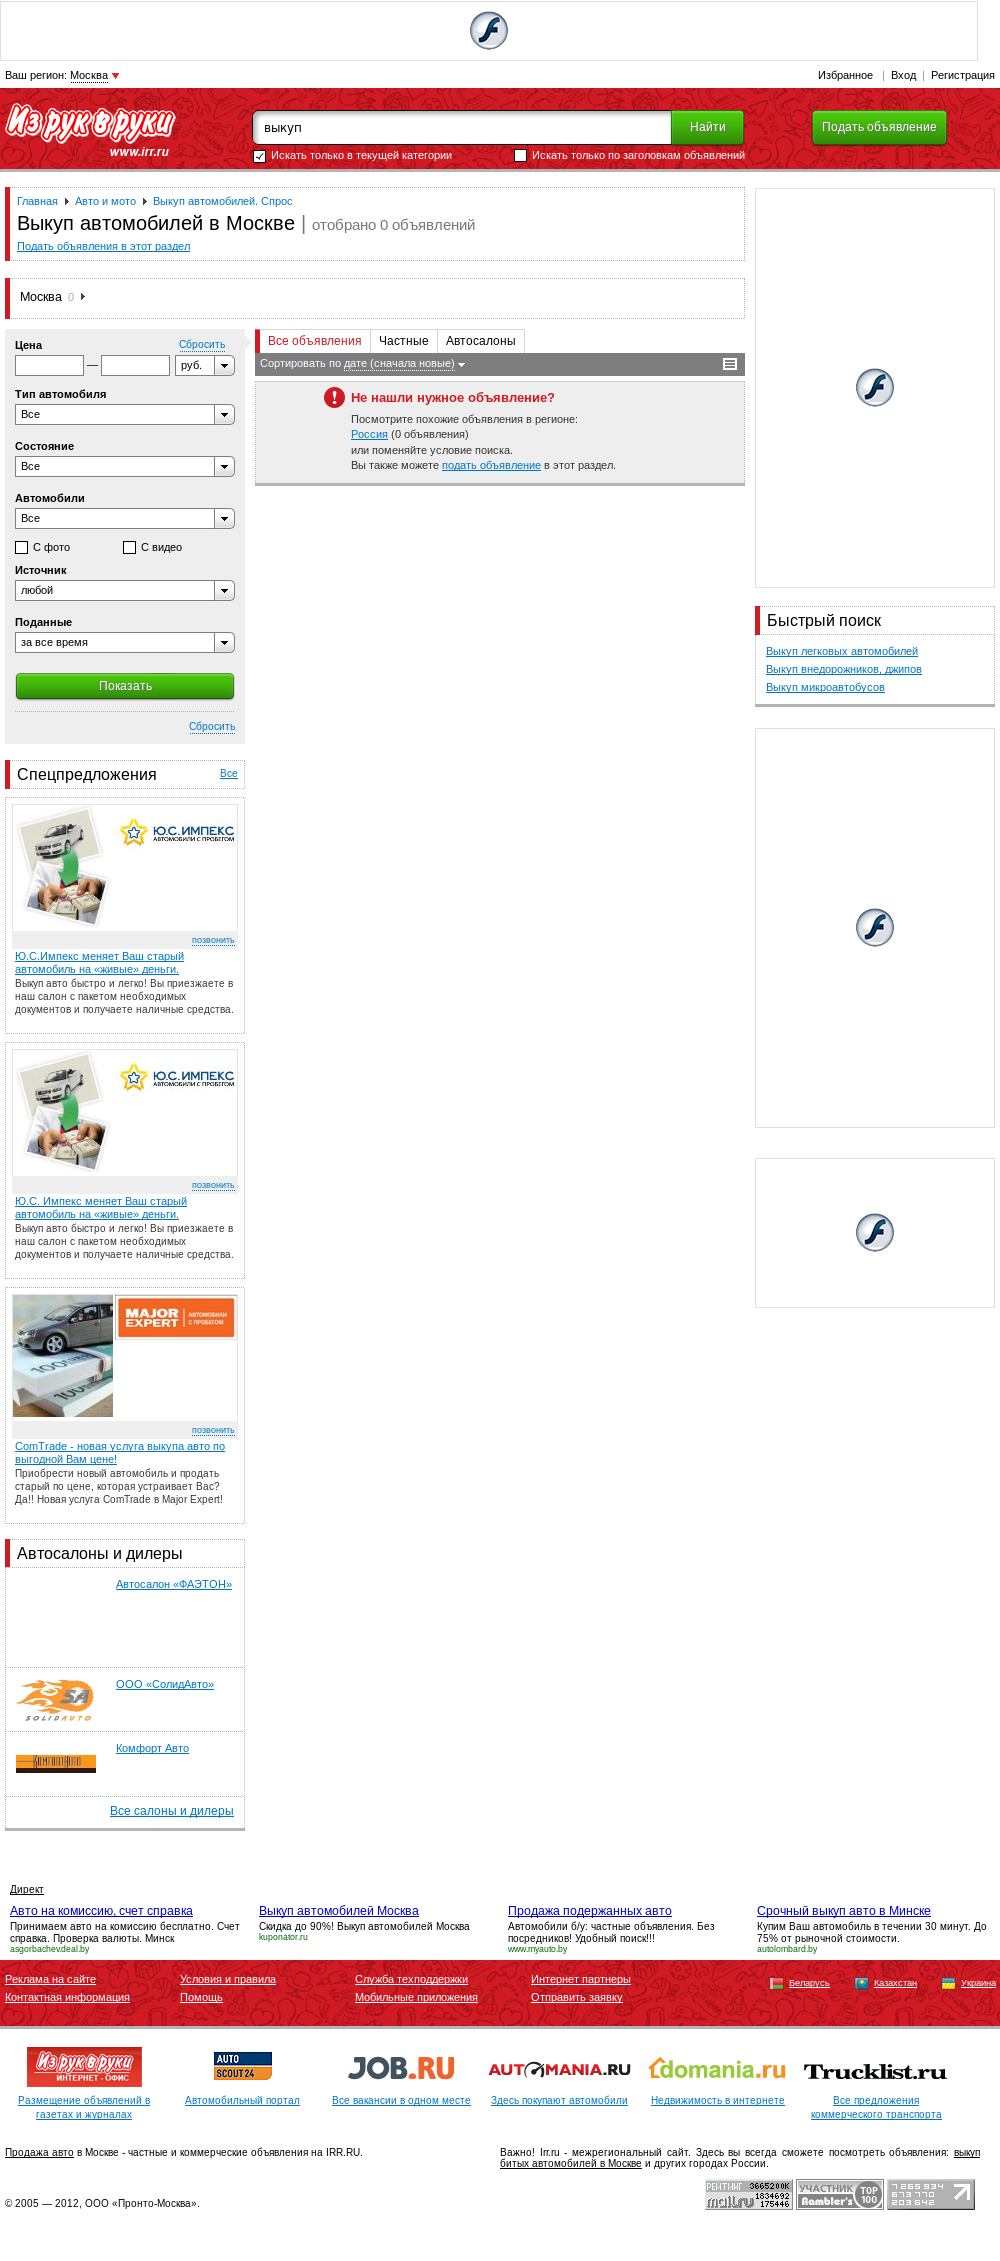 Ваш регион: Москва
Избранное | Вход | Регистрация
Из рук в руки
www.irr.ru
выкуп
Найти
Подать объявление
Искать только в текущей категории
Искать только по заголовкам объявлений
Главная Авто и мото Выкуп автомобилей. Спрос
Выкуп автомобилей в Москве | отобрано 0 объявлений
Подать объявления в этот раздел
Москва 0
Цена
Сбросить
— руб.
Тип автомобиля
Все
Состояние
Все
Автомобили
Все
С фото
С видео
Источник
любой
Поданные
за все время
Показать
Сбросить
Все объявления
Частные
Автосалоны
Сортировать по дате (сначала новые)
Не нашли нужное объявление?
Посмотрите похожие объявления в регионе:
Россия (0 объявления)
или поменяйте условие поиска.
Вы также можете подать объявление в этот раздел.
Быстрый поиск
Выкуп легковых автомобилей
Выкуп внедорожников, джипов
Выкуп микроавтобусов
Спецпредложения
Все
Ю.С.ИМПЕКС
АВТОМОБИЛИ С ПРОБЕГОМ
позвонить
Ю.С.Импекс меняет Ваш старый
автомобиль на «живые» деньги.
Выкуп авто быстро и легко! Вы приезжаете в
наш салон с пакетом необходимых
документов и получаете наличные средства.
Ю.С.ИМПЕКС
АВТОМОБИЛИ С ПРОБЕГОМ
позвонить
Ю.С. Импекс меняет Ваш старый
автомобиль на «живые» деньги.
Выкуп авто быстро и легко! Вы приезжаете в
наш салон с пакетом необходимых
документов и получаете наличные средства.
MAJOR
EXPERT
АВТОМОБИЛИ
С ПРОБЕГОМ
100
100
позвонить
ComTrade - новая услуга выкупа авто по
выгодной Вам цене!
Приобрести новый автомобиль и продать
старый по цене, которая устраивает Вас?
Да!! Новая услуга ComTrade в Major Expert!
Автосалоны и дилеры
Автосалон «ФАЭТОН»
SA
SOLIDAUTO
ООО «СолидАвто»
Комфорт Авто
Все салоны и дилеры
Директ
Авто на комиссию, счет справка
Принимаем авто на комиссию бесплатно. Счет
справка. Проверка валюты. Минск
asgorbachev.deal.by
Выкуп автомобилей Москва
Скидка до 90%! Выкуп автомобилей Москва
kuponator.ru
Продажа подержанных авто
Автомобили б/у: частные объявления. Без
посредников! Удобный поиск!!!
www.myauto.by
Срочный выкуп авто в Минске
Купим Ваш автомобиль в течении 30 минут. До
75% от рыночной стоимости.
autolombard.by
Реклама на сайте
Условия и правила
Служба техподдержки
Интернет партнеры
Беларусь
Казахстан
Украина
Контактная информация
Помощь
Мобильные приложения
Отправить заявку
Из рук в руки
ИНТЕРНЕТ - ОФИС
Размещение объявлений в
газетах и журналах
AUTO
SCOUT24
Автомобильный портал
JOB.RU
Все вакансии в одном месте
AUTOMANIA.RU
Здесь покупают автомобили
domania.ru
Недвижимость в интернете
Trucklist.ru
Все предложения
коммерческого транспорта
Продажа авто в Москве - частные и коммерческие объявления на IRR.RU.
Важно! Irr.ru - межрегиональный сайт. Здесь вы всегда сможете посмотреть объявления: выкуп
битых автомобилей в Москве и других городах России.
© 2005 — 2012, ООО «Пронто-Москва».
РЕЙТИНГ 3665200K
mail.ru
1834692
175446
УЧАСТНИК
Rambler's
TOP
100
7 265 934
673 770
203 642